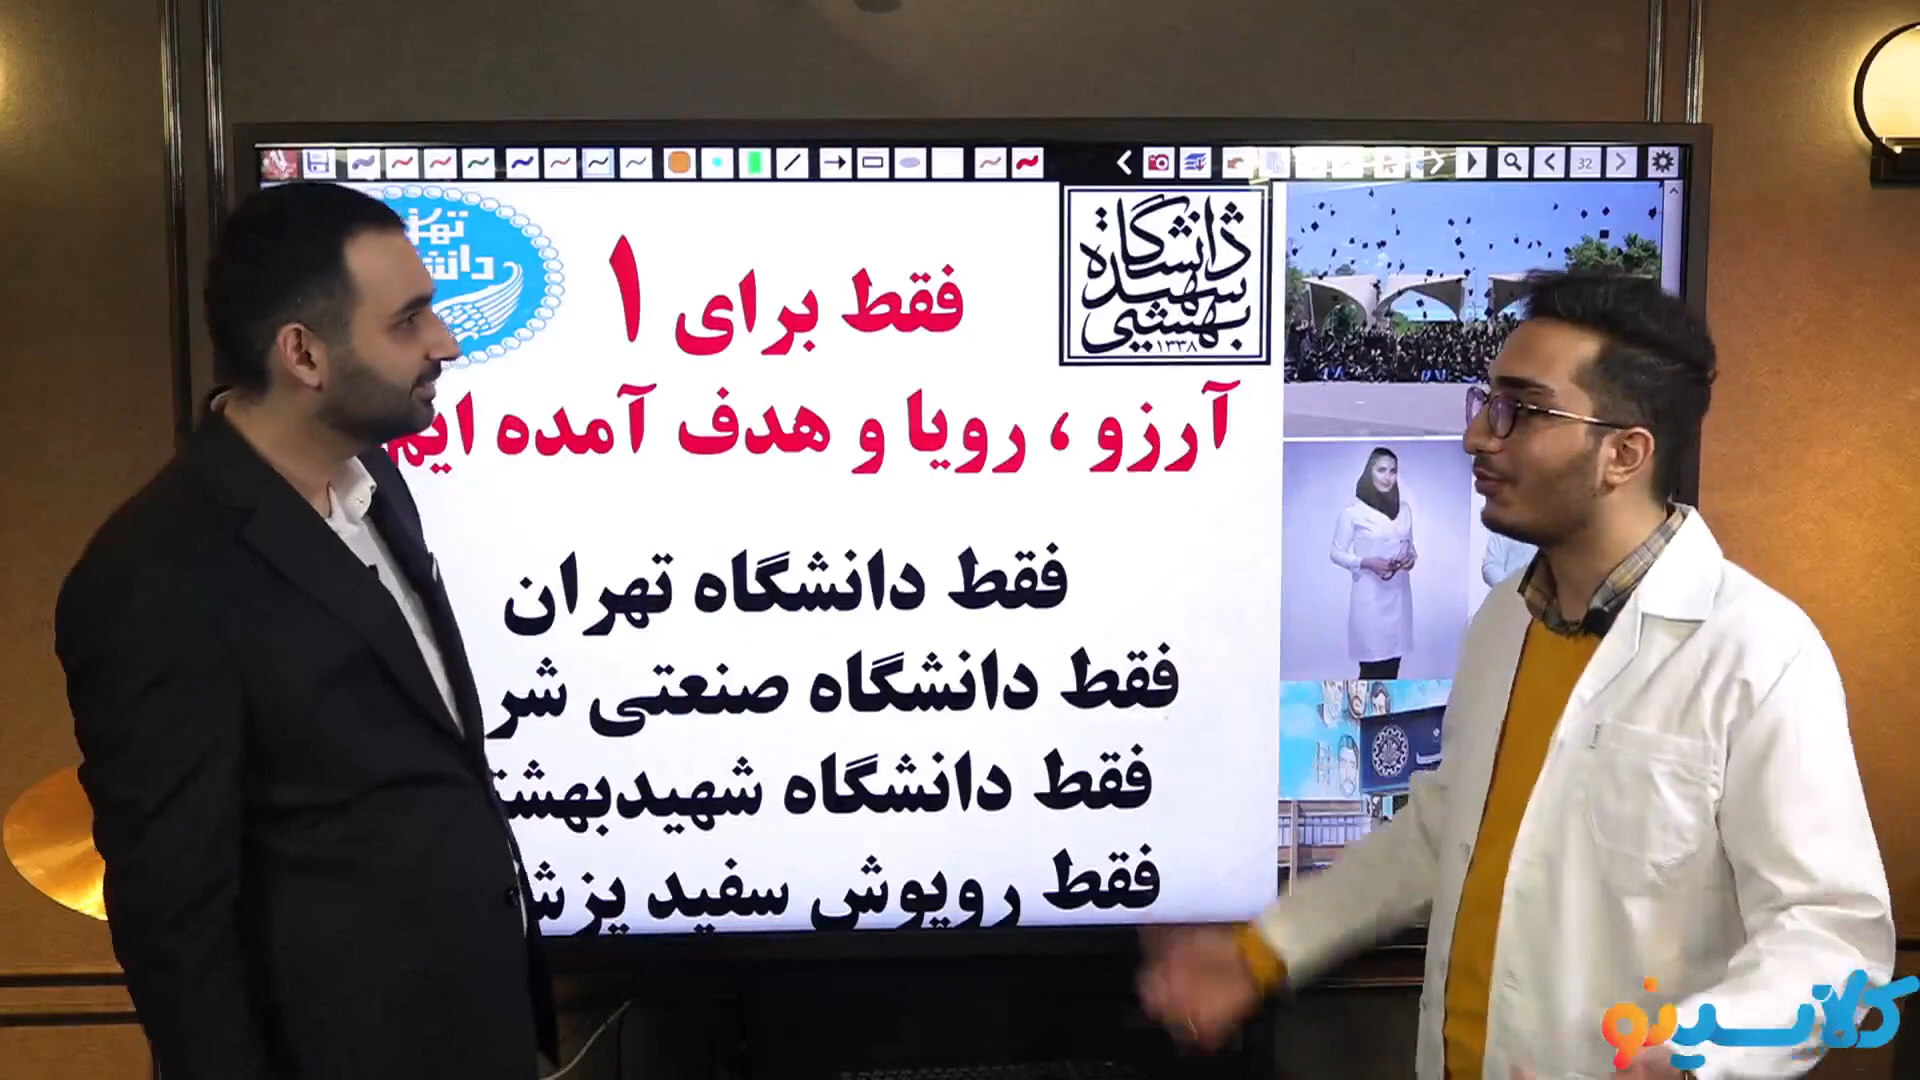 فقط برای ۱
آرزو ، رویا و هدف آمده ایم
فقط دانشگاه تهران
فقط دانشگاه صنعتی
فقط دانشگاه
فقط روپوش سفید
دانشگاه
شهید
بهشتی
۱۳۳۸
32
کلاسینو